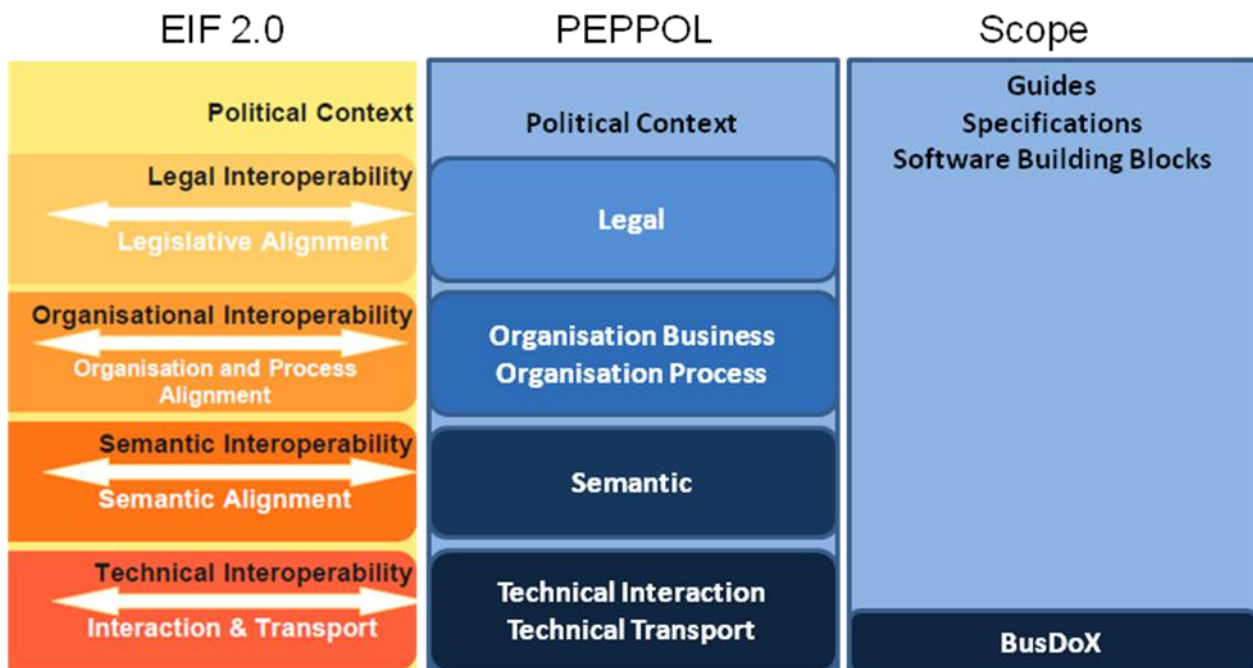 EIF 2.0
PEPPOL
Scope
Political Context
Legal Interoperability
Legislative Alignment
Organisational Interoperability
Organisation and Process
Alignment
Semantic Interoperability
Semantic Alignment
Technical Interoperability
Interaction & Transport
Political Context
Legal
Organisation Business
Organisation Process
Semantic
Technical Interaction
Technical Transport
Guides
Specifications
Software Building Blocks
BusDoX